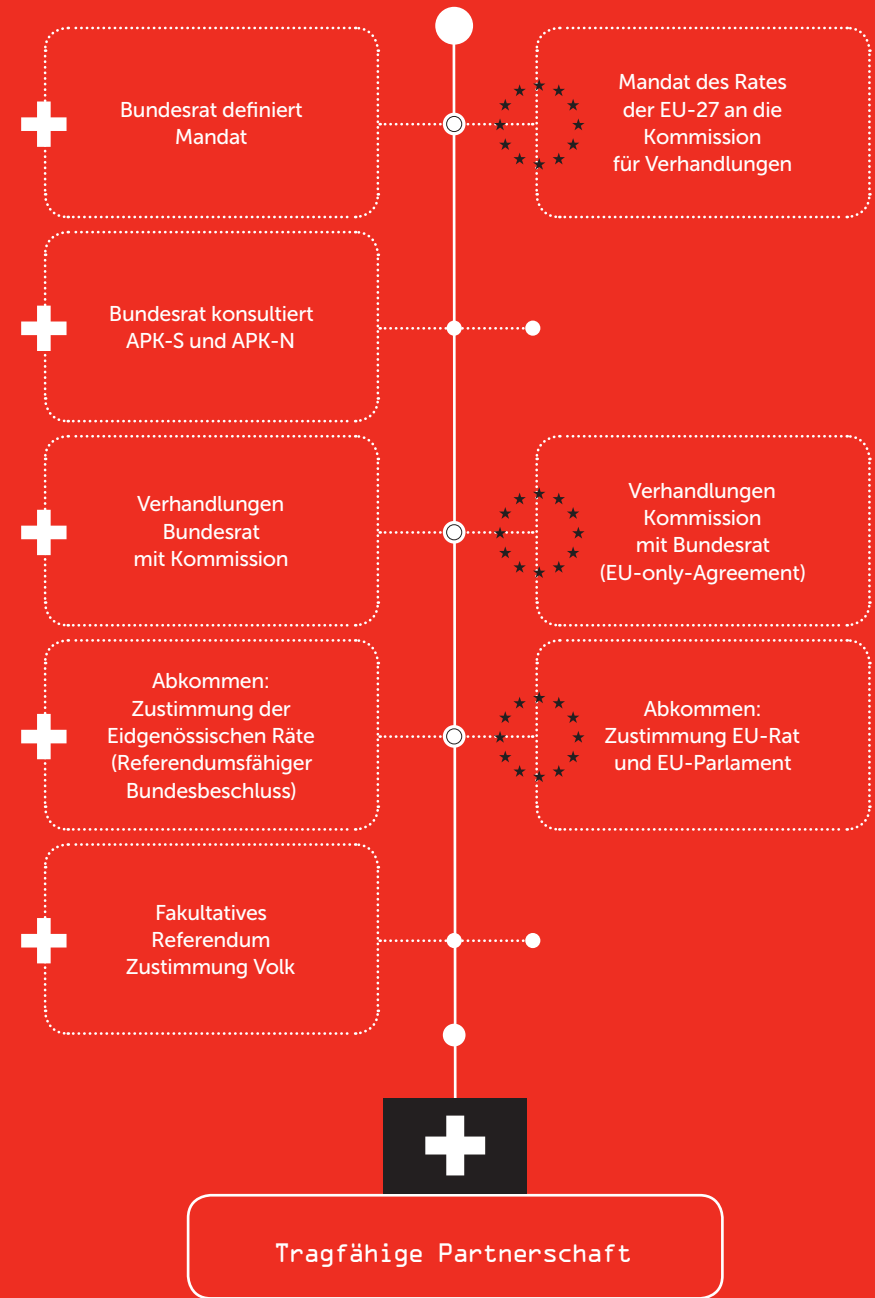 Bundesrat definiert
Mandat
Mandat des Rates
der EU-27 an die
Kommission
für Verhandlungen
Bundesrat konsultiert
APK-S und APK-N
Verhandlungen
Bundesrat
mit Kommission
Verhandlungen
Kommission
mit Bundesrat
(EU-only-Agreement)
Abkommen:
Zustimmung der
Eidgenössischen Räte
(Referendumsfähiger
Bundesbeschluss)
Abkommen:
Zustimmung EU-Rat
und EU-Parlament
Fakultatives
Referendum
Zustimmung Volk
Tragfähige Partnerschaft